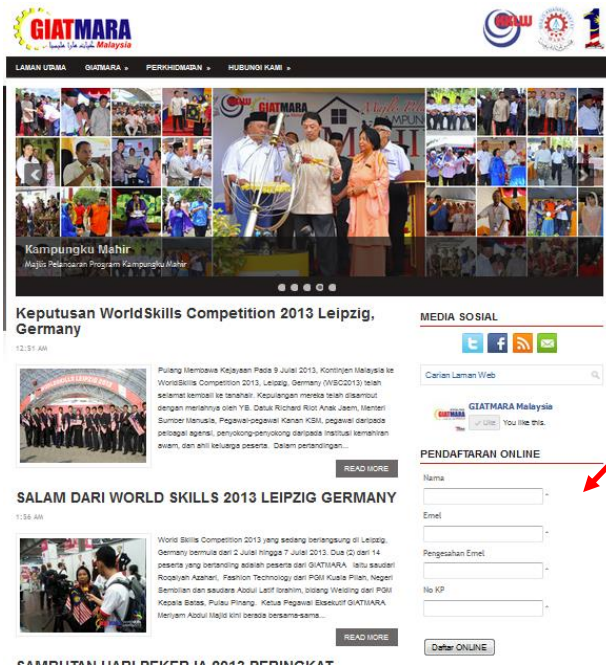 GIATMARA
Malaysia
LAMAN UTAMA GIATMARA » PERKHIDMATAN » HUBUNGI KAMI »
GIATMARA
Kampungku Mahir
Majlis Pelancaran Program Kampungku Mahir
Keputusan WorldSkills Competition 2013 Leipzig,
Germany
12:51 AM
Pulang Membawa Kejayaan Pada 9 Julai 2013, Kontinjen Malaysia ke
WorldSkills Competition 2013, Leipzig, Germany (WSC2013) telah
selamat kembali ke tanahair. Kepulangan mereka telah disambut
dengan meriahnya oleh YB. Datuk Richard Riot Anak Jaem, Menteri
Sumber Manusia, Pegawai-pegawai Kanan KSM, pegawai daripada
pelbagai agensi, penyokong-penyokong daripada institusi kemahiran
awam, dan ahli keluarga peserta. Dalam pertandingan...
READ MORE
SALAM DARI WORLD SKILLS 2013 LEIPZIG GERMANY
1:56 AM
World Skills Competition 2013 yang sedang berlangsung di Leipzig,
Germany bermula dari 2 Julai hingga 7 Julai 2013. Dua (2) dari 14
peserta yang bertanding adalah peserta dari GIATMARA iaitu saudari
Roqaiyah Azahari, Fashion Technology dari PGM Kuala Pilah, Negeri
Sembilan dan saudara Abdul Latif Ibrahim, bidang Welding dari PGM
Kepala Batas, Pulau Pinang. Ketua Pegawai Eksekutif GIATMARA
Meriyam Abdul Majid kini berada bersama-sama...
READ MORE
SAMBUTAN HARI PEKERJA 2013 PERINGKAT
MEDIA SOSIAL
Carian Laman Web
GIATMARA Malaysia
Like You like this.
PENDAFTARAN ONLINE
Nama
*
Emel
*
Pengesahan Emel
*
No KP
*
Daftar ONLINE